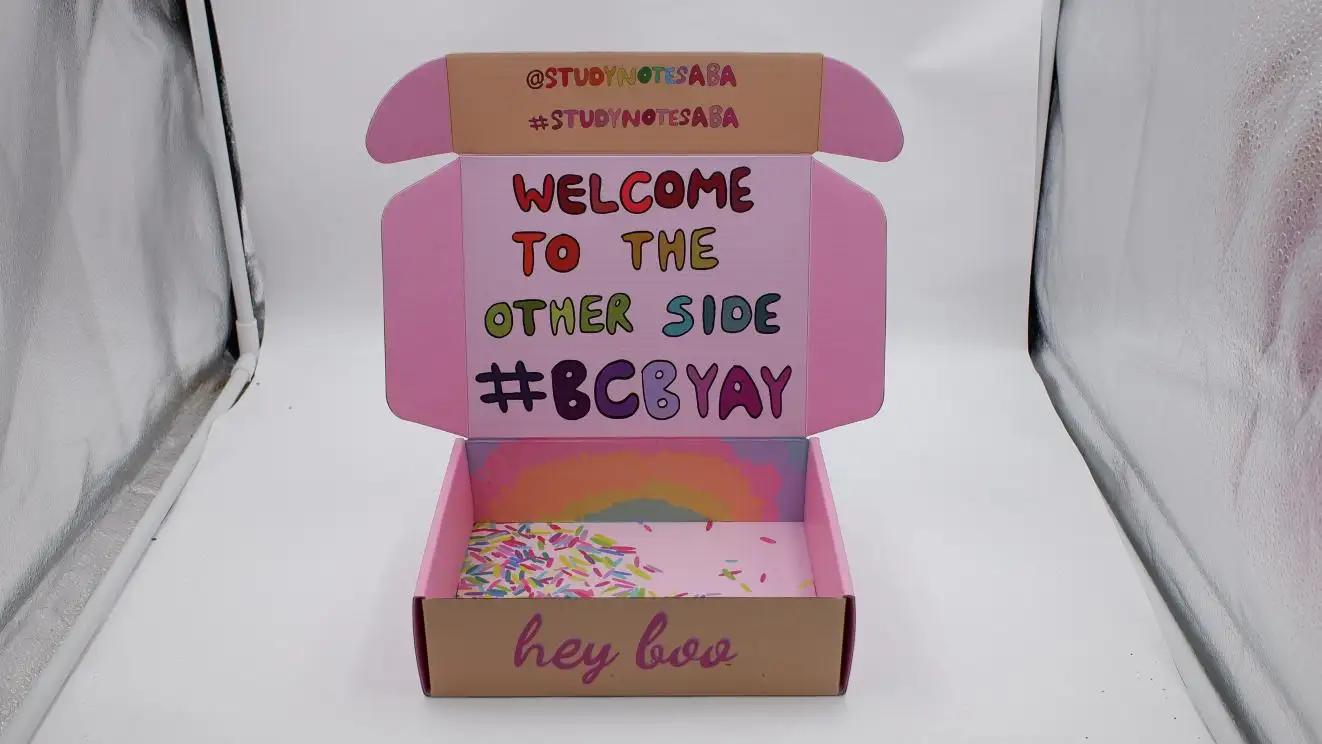 @STUDYNOTESABA
#STUDYNOTESABA
WELCOME
TO THE
OTHER SIDE
#BCBYAY
hey boo